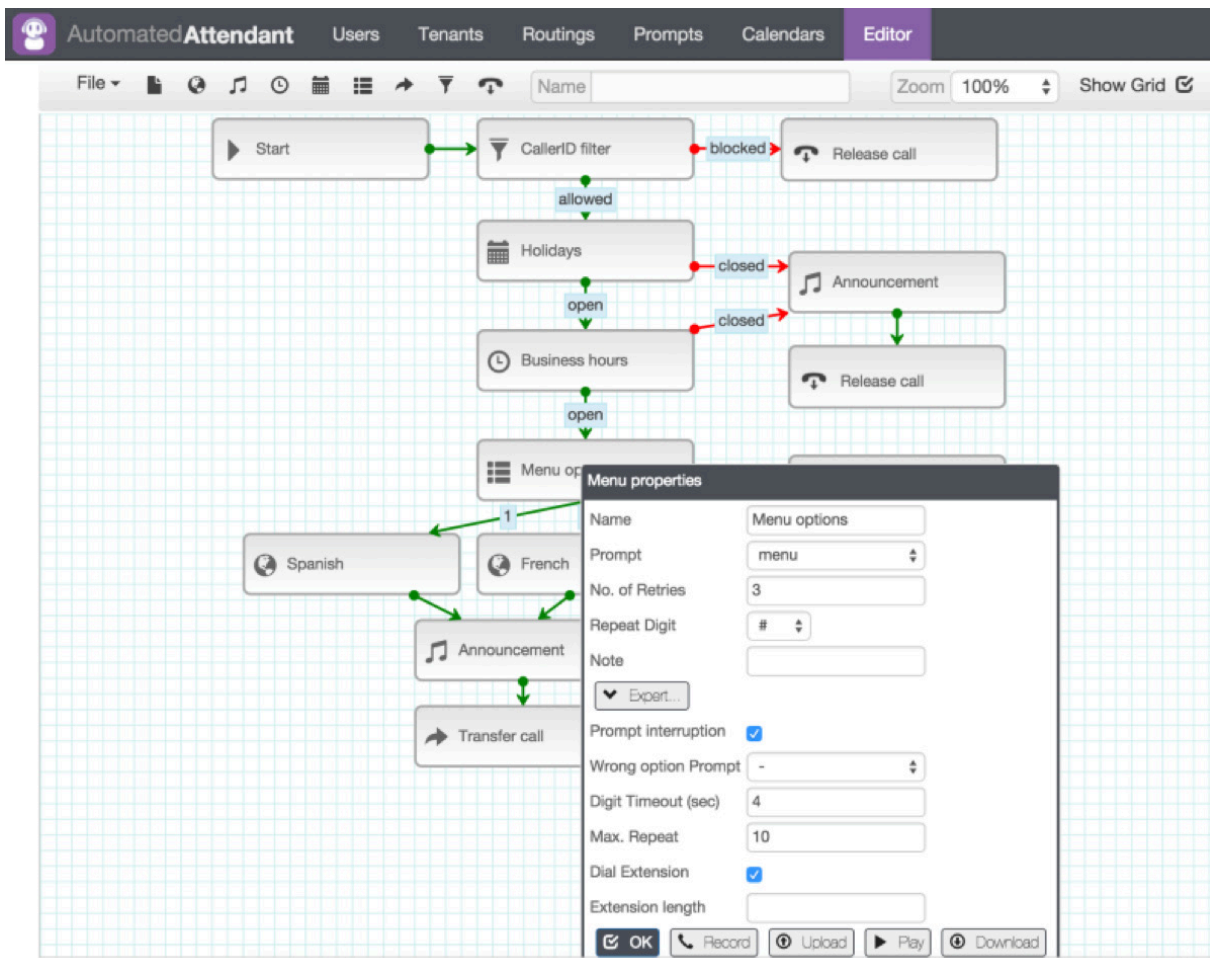 AutomatedAttendant Users Tenants Routings Prompts Calendars Editor
File Name Zoom 100% Show Grid
Start
CallerID filter
blocked
Release call
allowed
Holidays
closed
Announcement
open
closed
Business hours
Release call
open
Menu op
1
Spanish
French
Announcement
Transfer call
Menu properties
Name Menu options
Prompt menu
No. of Retries 3
Repeat Digit #
Note
Expert...
Prompt interruption
Wrong option Prompt -
Digit Timeout (sec) 4
Max. Repeat 10
Dial Extension
Extension length
OK Record Upload Play Download